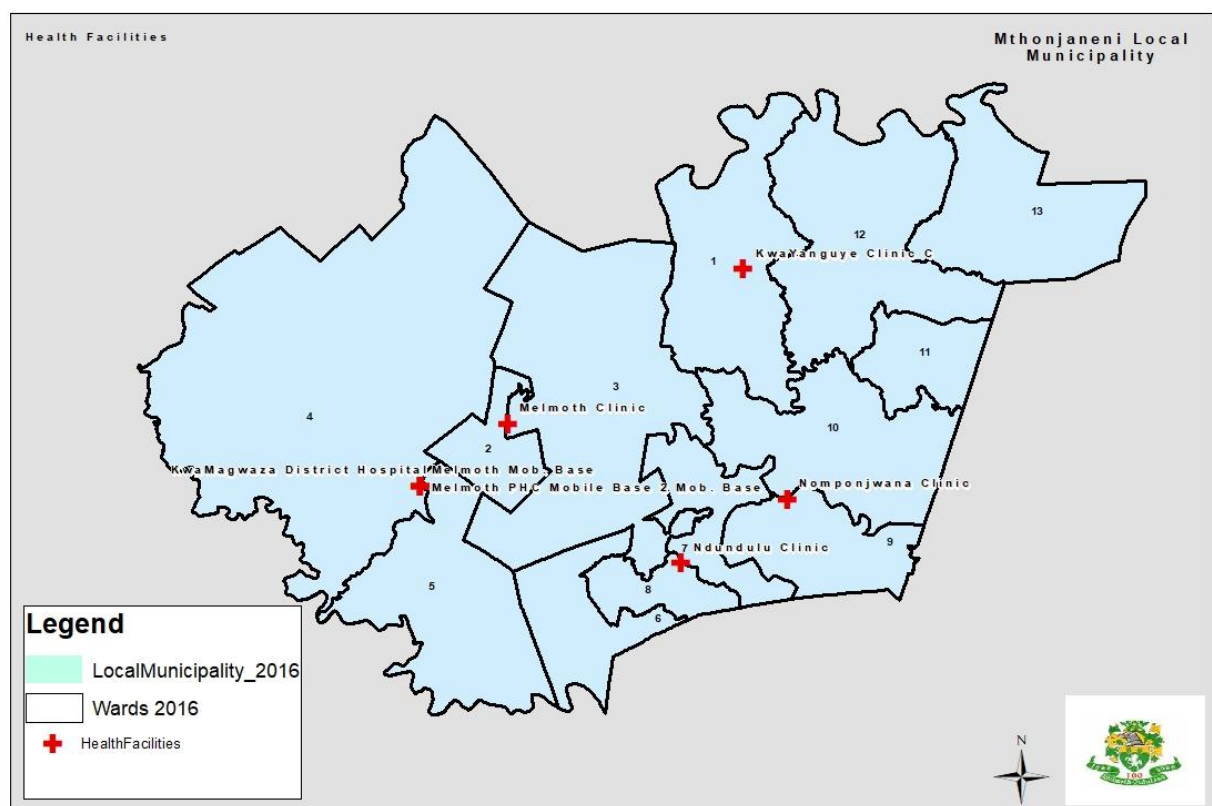 Health Facilities
Mthonjaneni Local
Municipality
13
12
1
KwaYanguye Clinic C
11
3
4
Melmoth Clinic
10
2
KwaMagwaza District Hospital Melmoth Mob. Base
Melmoth PHC Mobile Base 2 Mob. Base
Nomponjwana Clinic
9
7
Ndundulu Clinic
5
8
6
Legend
LocalMunicipality_2016
Wards 2016
HealthFacilities
N
100